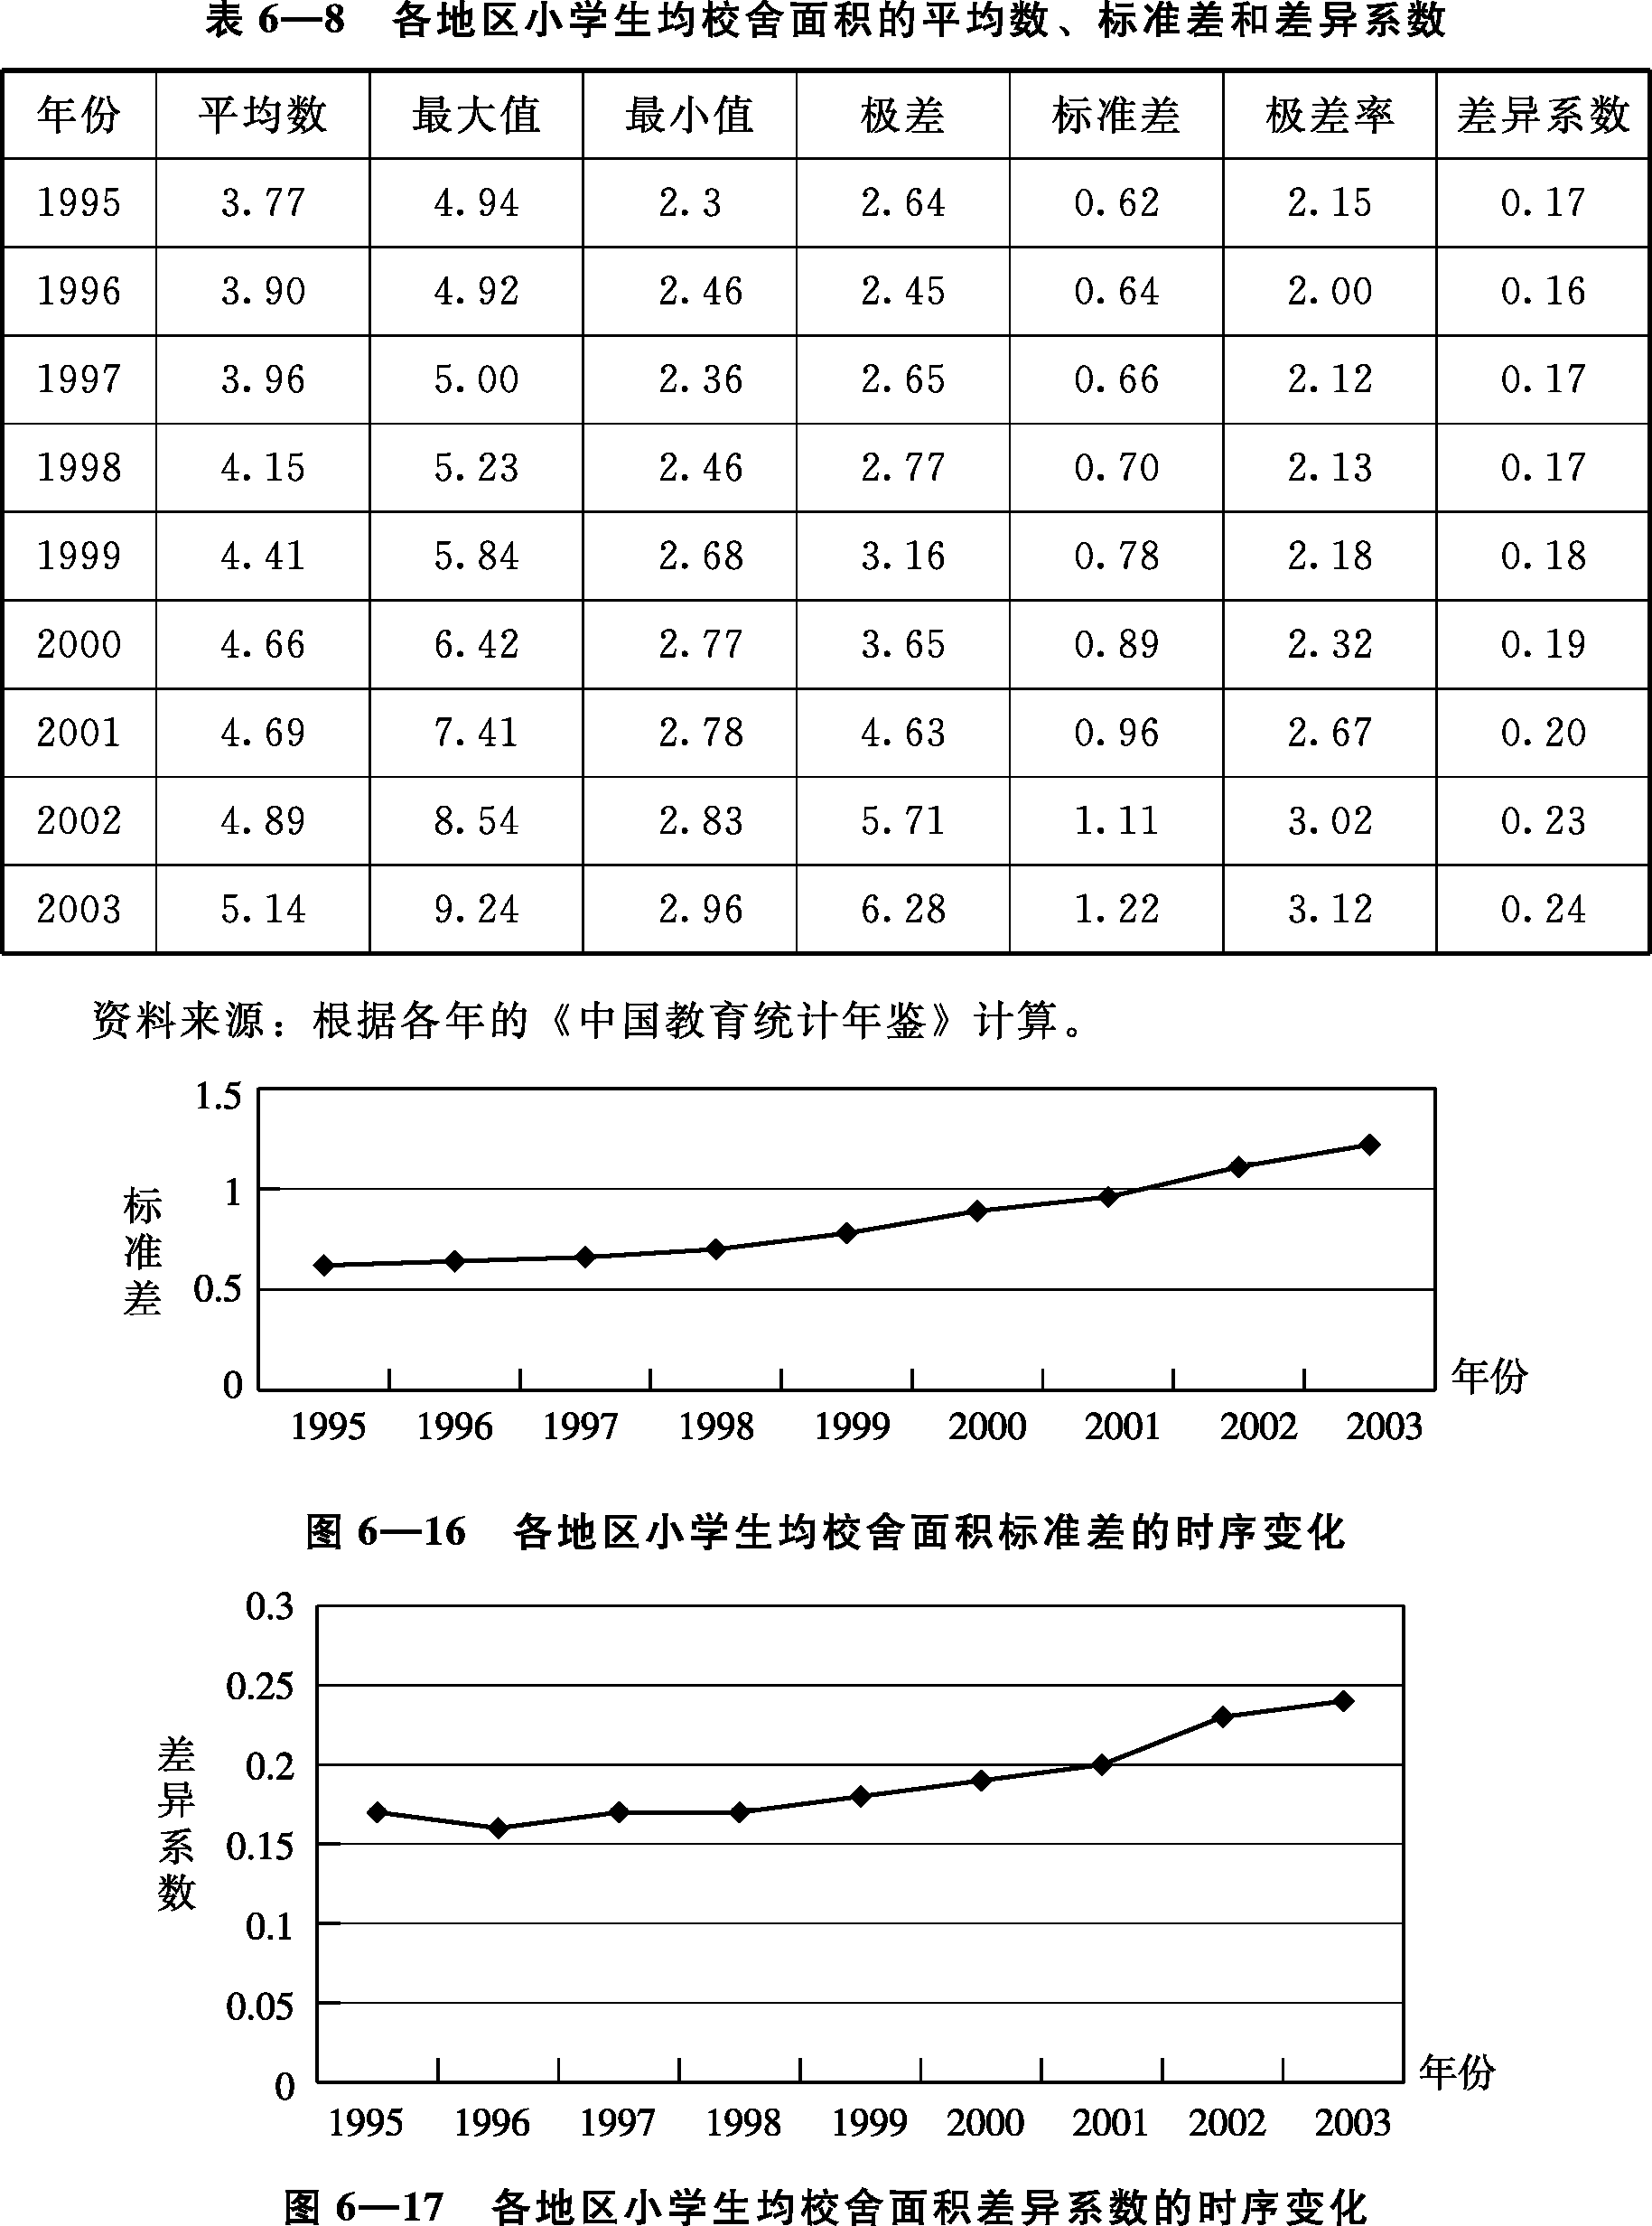 表 6—8 各地区小学生均校舍面积的平均数、标准差和差异系数
年份 平均数 最大值 最小值 极差 标准差 极差率 差异系数
1995 3.77 4.94 2.3 2.64 0.62 2.15 0.17
1996 3.90 4.92 2.46 2.45 0.64 2.00 0.16
1997 3.96 5.00 2.36 2.65 0.66 2.12 0.17
1998 4.15 5.23 2.46 2.77 0.70 2.13 0.17
1999 4.41 5.84 2.68 3.16 0.78 2.18 0.18
2000 4.66 6.42 2.77 3.65 0.89 2.32 0.19
2001 4.69 7.41 2.78 4.63 0.96 2.67 0.20
2002 4.89 8.54 2.83 5.71 1.11 3.02 0.23
2003 5.14 9.24 2.96 6.28 1.22 3.12 0.24
资料来源：根据各年的《中国教育统计年鉴》计算。
标准差
1.5
1
0.5
0
1995 1996 1997 1998 1999 2000 2001 2002 2003
年份
图 6—16 各地区小学生均校舍面积标准差的时序变化
差异系数
0.3
0.25
0.2
0.15
0.1
0.05
0
1995 1996 1997 1998 1999 2000 2001 2002 2003
年份
图 6—17 各地区小学生均校舍面积差异系数的时序变化